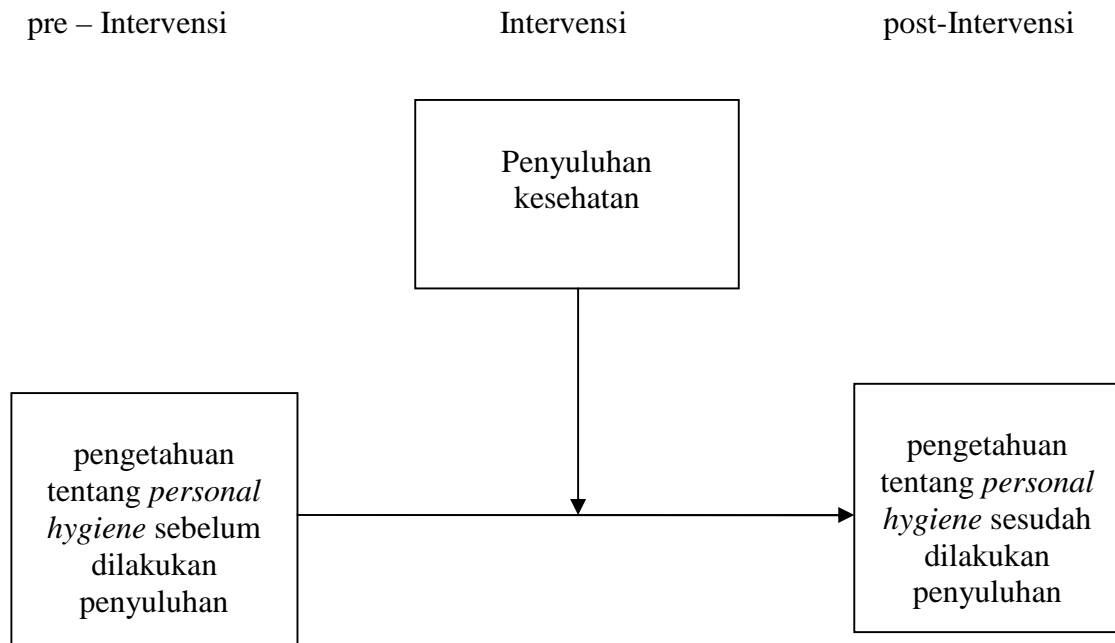 pre – Intervensi
Intervensi
post-Intervensi
Penyuluhan
kesehatan
pengetahuan
tentang personal
hygiene sebelum
dilakukan
penyuluhan
pengetahuan
tentang personal
hygiene sesudah
dilakukan
penyuluhan